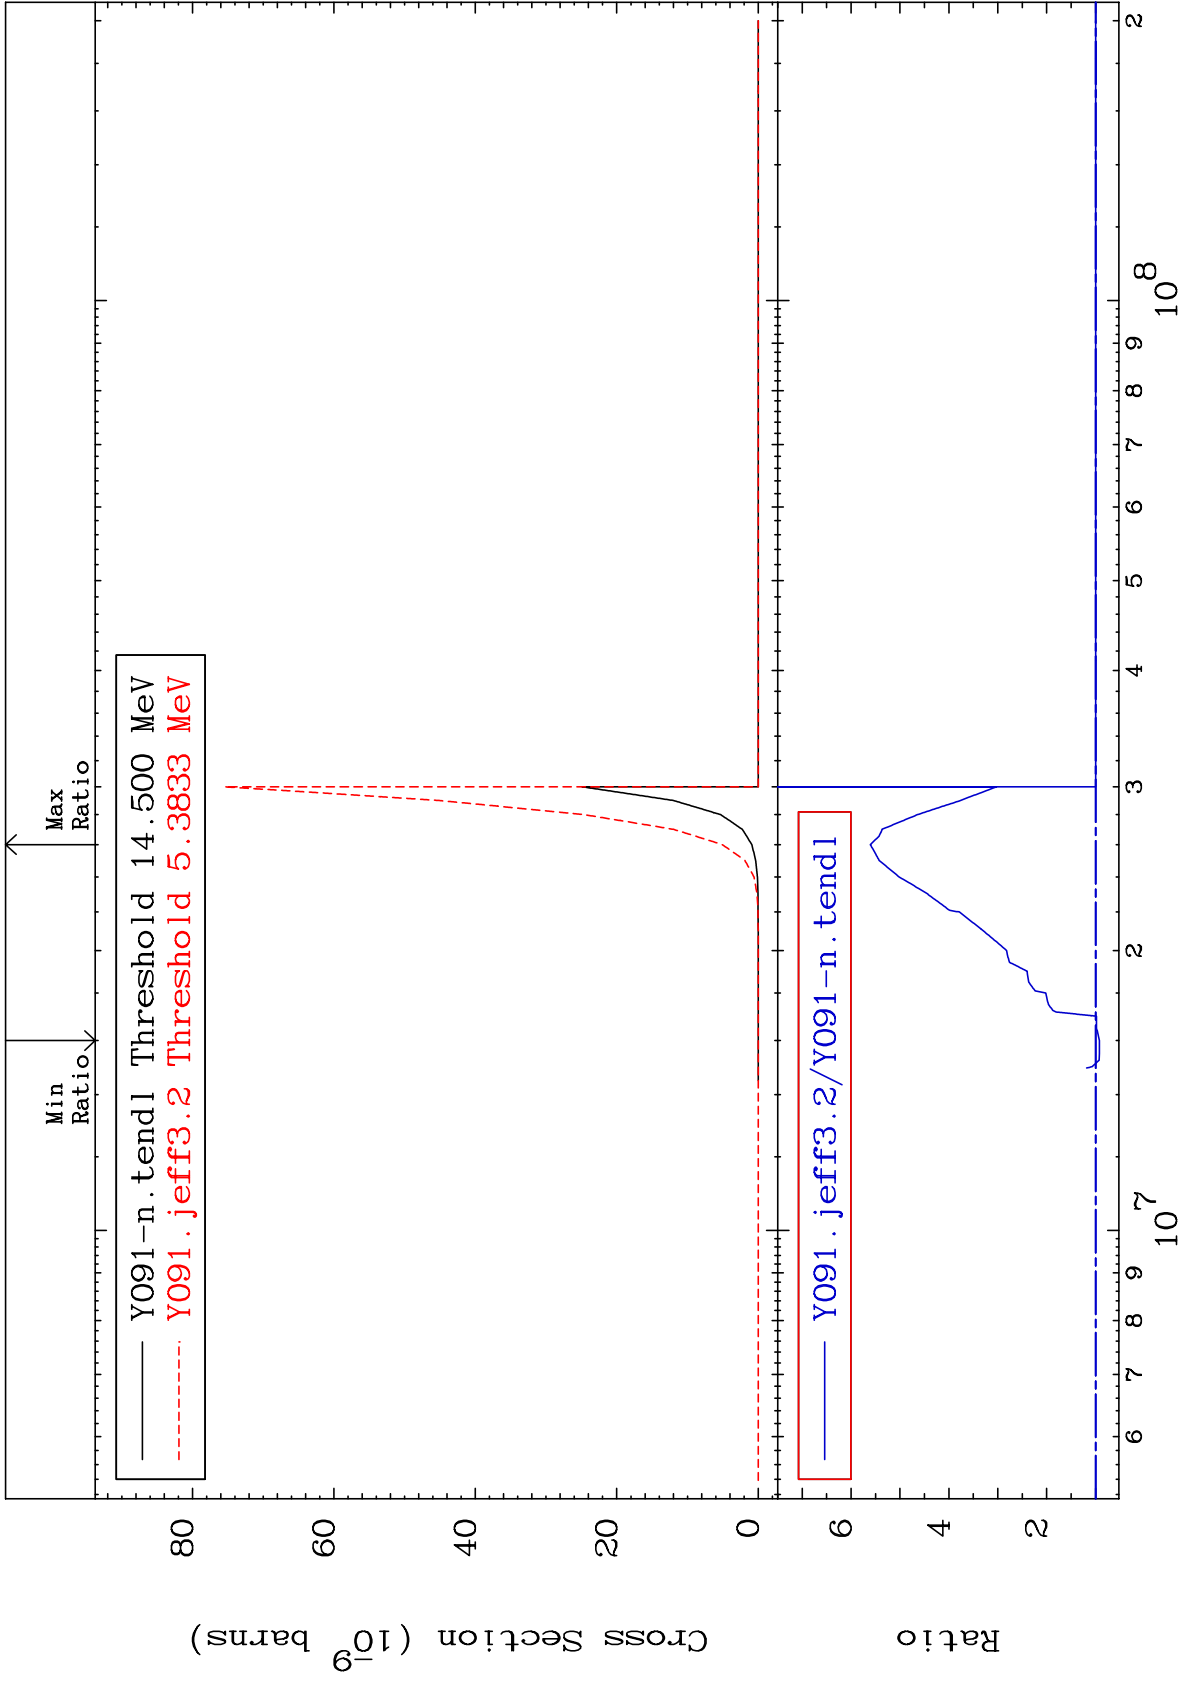 Min
Ratio
Max
Ratio
Y091-n.tendl Threshold 14.500 MeV
Y091.jeff3.2 Threshold 5.3833 MeV
80
60
40
20
0
Cross Section (10⁻⁹ barns)
Y091.jeff3.2/Y091-n.tendl
6
4
2
Ratio
6 7 8 9 10⁷ 2 3 4 5 6 7 8 9 10⁸ 2